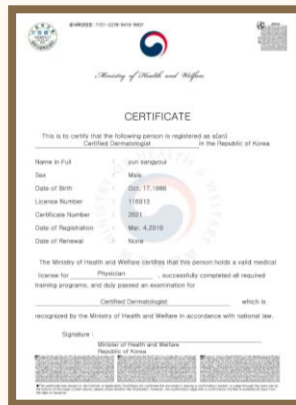 Ministry of Health and Welfare
CERTIFICATE
This is to certify that the following person is registered as a(an)
Certified Dermatologist in the Republic of Korea
Name in Full : yun sangyoul
Sex : Male
Date of Birth : Oct. 17,1988
License Number : 116913
Certificate Number : 2601
Date of Registration : Mar. 4,2019
Date of Renewal : None
The Ministry of Health and Welfare certifies that this person holds a valid medical
license for Physician , successfully completed all required
training programs, and duly passed an examination for
Certified Dermatologist which is
recognized by the Ministry of Health and Welfare in accordance with national law.
Signature :
Minister of Health and Welfare
Republic of Korea